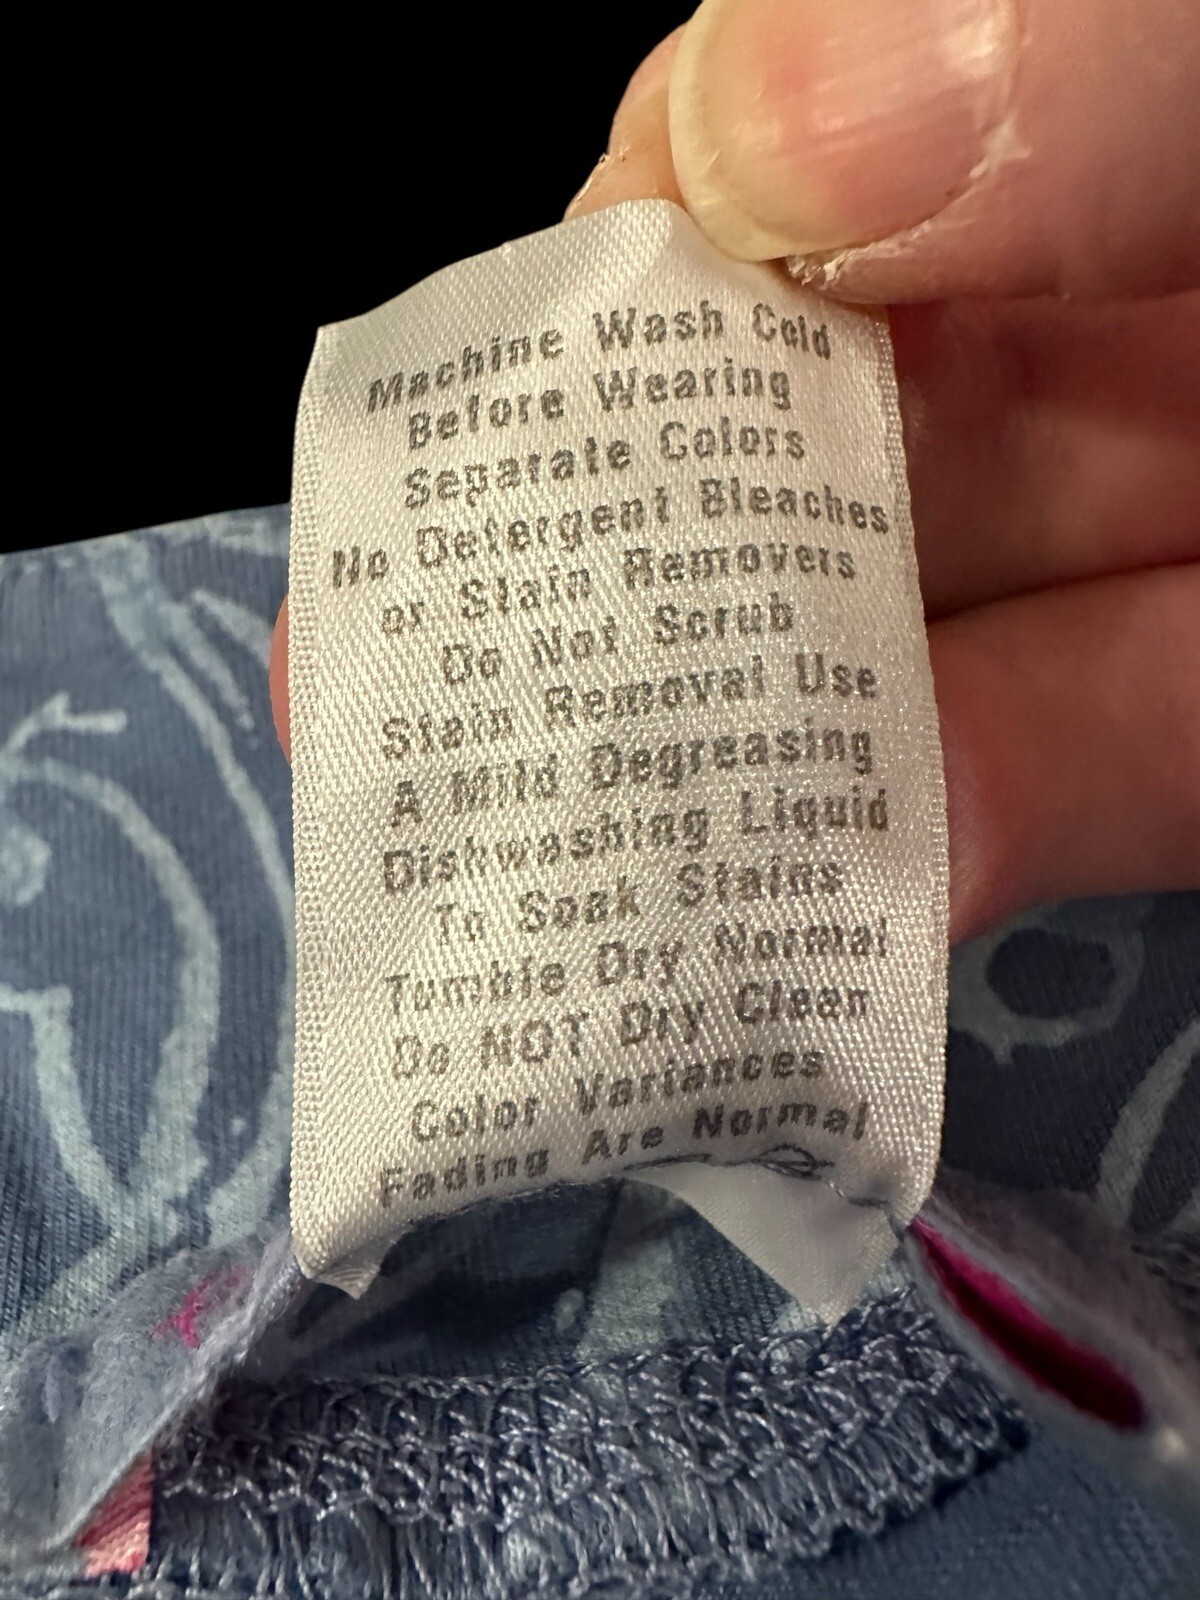 Machine Wash Cold
Before Wearing
Separate Colors
No Detergent Bleaches
or Stain Removers
Do Not Scrub
Stain Removal Use
A Mild Degreasing
Dishwashing Liquid
To Soak Stains
Tumble Dry Normal
Do NOT Dry Clean
Color Variances
Fading Are Normal